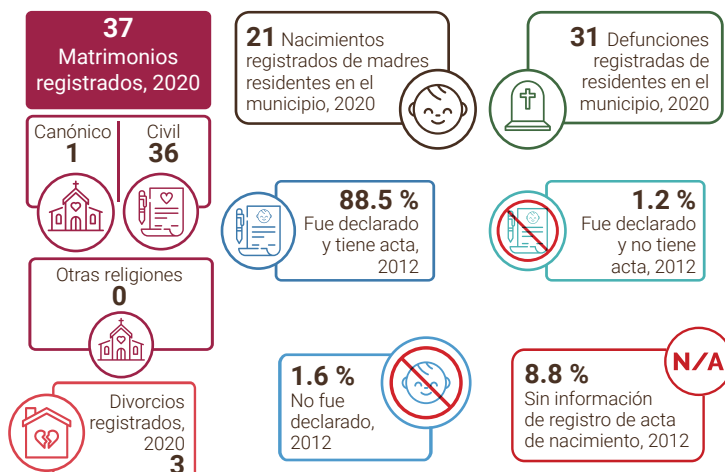 37
Matrimonios
registrados, 2020
Canónico
1
Civil
36
Otras religiones
0
Divorcios
registrados,
2020
3
21 Nacimientos
registrados de madres
residentes en el
municipio, 2020
31 Defunciones
registradas de
residentes en el
municipio, 2020
88.5 %
Fue declarado
y tiene acta,
2012
1.2 %
Fue declarado
y no tiene
acta, 2012
1.6 %
No fue
declarado,
2012
N/A
8.8 %
Sin información
de registro de acta
de nacimiento, 2012